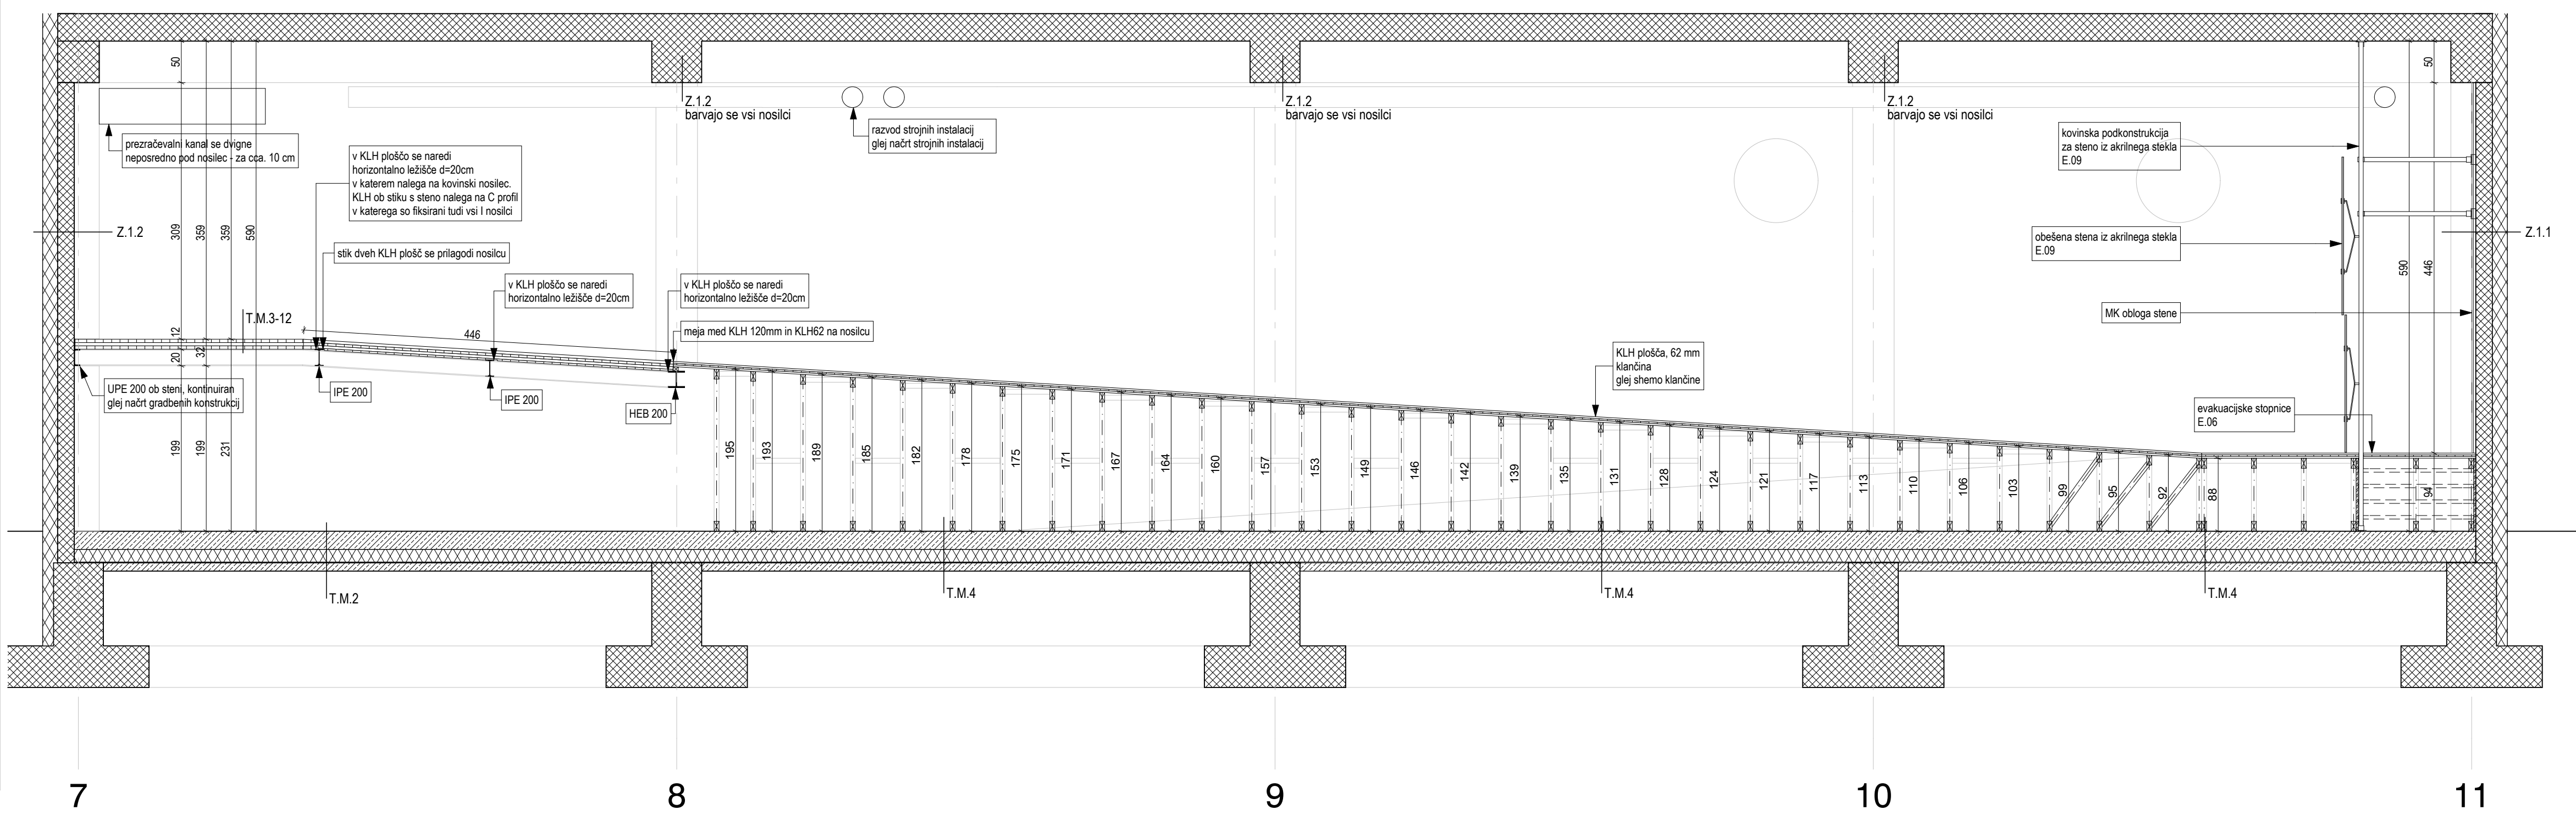 50
50
Z.1.2
barvajo se vsi nosilci
Z.1.2
barvajo se vsi nosilci
Z.1.2
barvajo se vsi nosilci
prezračevalni kanal se dvigne
neposredno pod nosilec - za cca. 10 cm
razvod strojnih instalacij
glej načrt strojnih instalacij
kovinska podkonstrukcija
za steno iz akrilnega stekla
E.09
v KLH ploščo se naredi
horizontalno ležišče d=20cm
v katerem nalega na kovinski nosilec.
KLH ob stiku s steno nalega na C profil
v katerega so fiksirani tudi vsi I nosilci
Z.1.2
309
359
359
590
Z.1.1
obešena stena iz akrilnega stekla
E.09
stik dveh KLH plošč se prilagodi nosilcu
590
446
v KLH ploščo se naredi
horizontalno ležišče d=20cm
v KLH ploščo se naredi
horizontalno ležišče d=20cm
MK obloga stene
T.M.3-12
446
meja med KLH 120mm in KLH62 na nosilcu
12
20
32
KLH plošča, 62 mm
klančina
glej shemo klančine
UPE 200 ob steni, kontinuiran
glej načrt gradbenih konstrukcij
IPE 200
IPE 200
HEB 200
evakuacijske stopnice
E.06
199
199
231
195
193
189
185
182
178
175
171
167
164
160
157
153
149
146
142
139
135
131
128
124
121
117
113
110
106
103
99
95
92
88
94
T.M.2
T.M.4
T.M.4
T.M.4
7
8
9
10
11